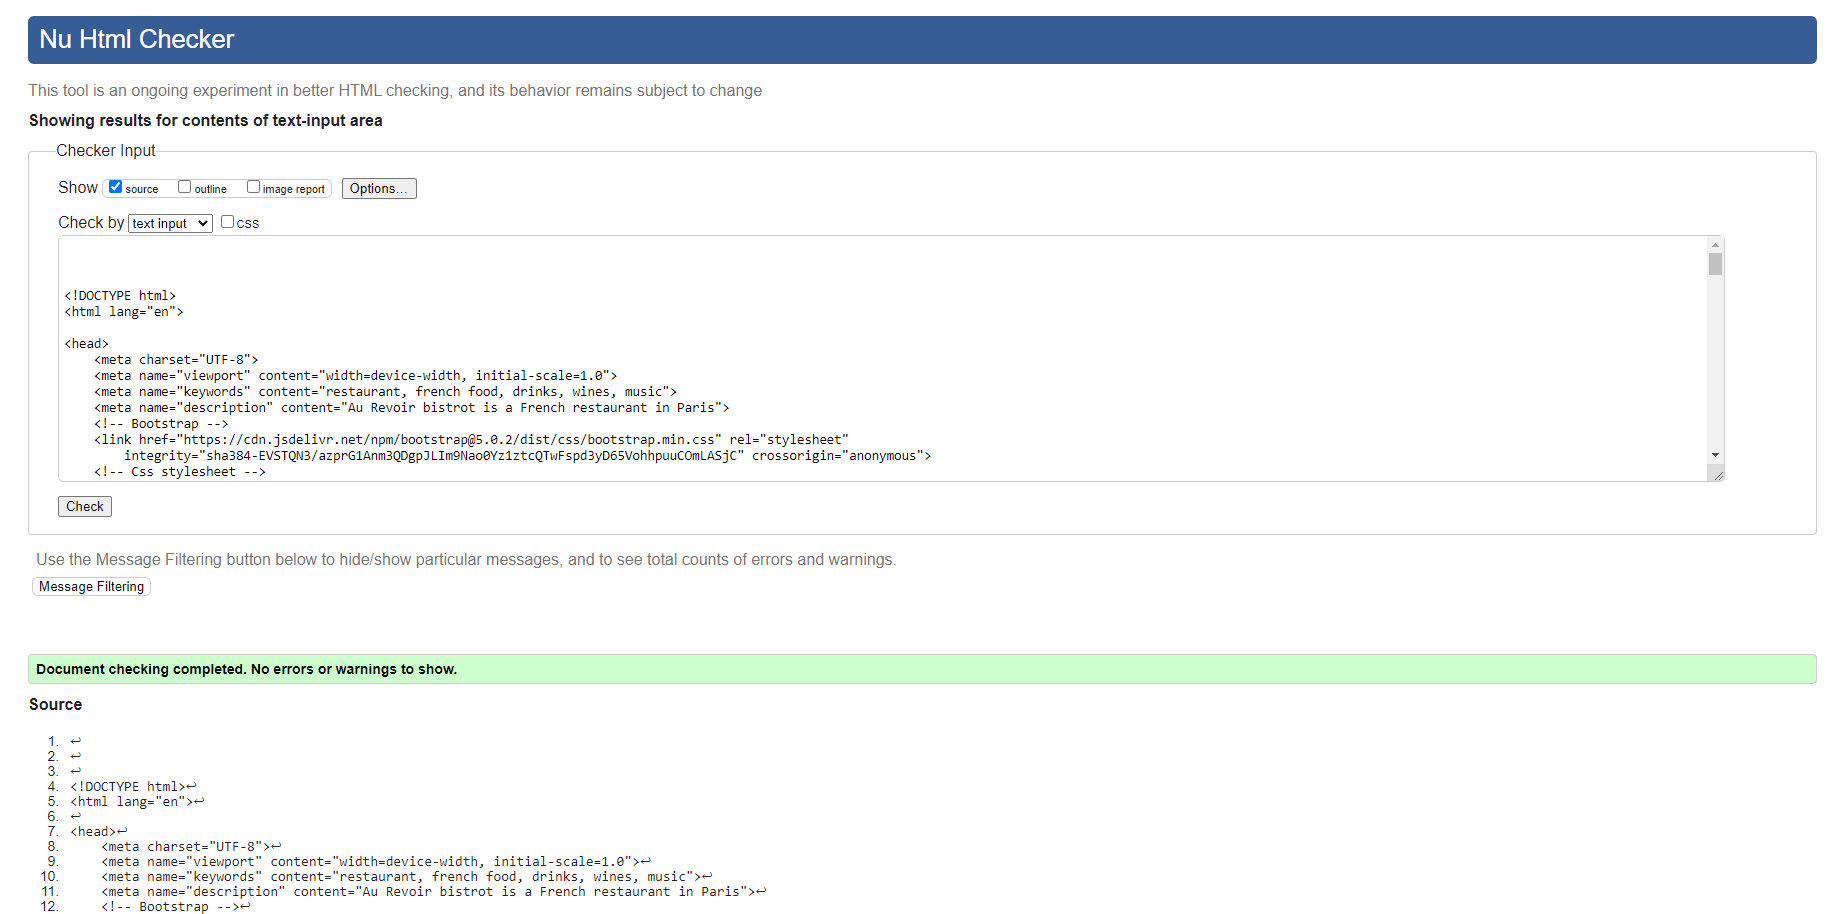 Nu Html Checker
This tool is an ongoing experiment in better HTML checking, and its behavior remains subject to change
Showing results for contents of text-input area
Checker Input
Show source outline image report Options...
Check by text input css
<!DOCTYPE html>
<html lang="en">
<head>
    <meta charset="UTF-8">
    <meta name="viewport" content="width=device-width, initial-scale=1.0">
    <meta name="keywords" content="restaurant, french food, drinks, wines, music">
    <meta name="description" content="Au Revoir bistrot is a French restaurant in Paris">
    <!-- Bootstrap -->
    <link href="https://cdn.jsdelivr.net/npm/bootstrap@5.0.2/dist/css/bootstrap.min.css" rel="stylesheet"
        integrity="sha384-EVSTQN3/azprG1Anm3QDgpJLIm9Nao0Yz1ztcQTwFspd3yD65VohhpuuCOmLASjC" crossorigin="anonymous">
    <!-- Css stylesheet -->
Check
Use the Message Filtering button below to hide/show particular messages, and to see total counts of errors and warnings.
Message Filtering
Document checking completed. No errors or warnings to show.
Source
1. ↩
2. ↩
3. ↩
4. <!DOCTYPE html>↩
5. <html lang="en">↩
6. ↩
7. <head>↩
8.     <meta charset="UTF-8">↩
9.     <meta name="viewport" content="width=device-width, initial-scale=1.0">↩
10.     <meta name="keywords" content="restaurant, french food, drinks, wines, music">↩
11.     <meta name="description" content="Au Revoir bistrot is a French restaurant in Paris">↩
12.     <!-- Bootstrap -->↩